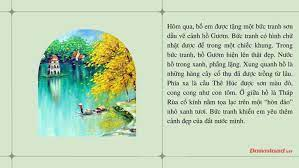 Hôm qua, bố em được tặng một bức tranh sơn
dầu vẽ cảnh hồ Gươm. Bức tranh có hình chữ
nhật được để trong một chiếc khung. Trong
bức tranh, hồ Gươm hiện lên thật đẹp. Nước
hồ trong xanh, phẳng lặng. Xung quanh hồ là
những hàng cây cổ thụ đã được trồng từ lâu.
Phía xa là cầu Thê Húc được sơn màu đỏ,
cong cong như con tôm. Ở giữa hồ là Tháp
Rùa cổ kính nằm tọa lạc trên một “hòn đảo”
nhỏ xanh tươi. Bức tranh khiến em yêu thêm
cảnh đẹp của đất nước mình.
Download.vn